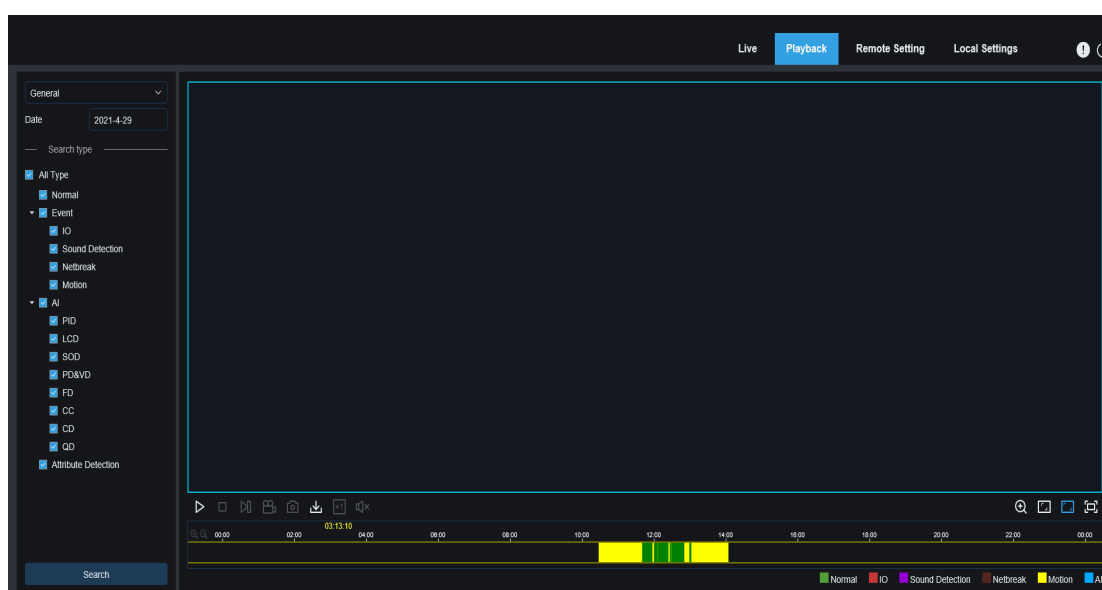 Live Playback Remote Setting Local Settings
General
Date 2021-4-29
Search type
All Type
Normal
Event
IO
Sound Detection
Netbreak
Motion
AI
PID
LCD
SOD
PD&VD
FD
CC
CD
QD
Attribute Detection
Search
×1
03:13:10
00:00 02:00 04:00 06:00 08:00 10:00 12:00 14:00 16:00 18:00 20:00 22:00 00:00
Normal IO Sound Detection Netbreak Motion AI